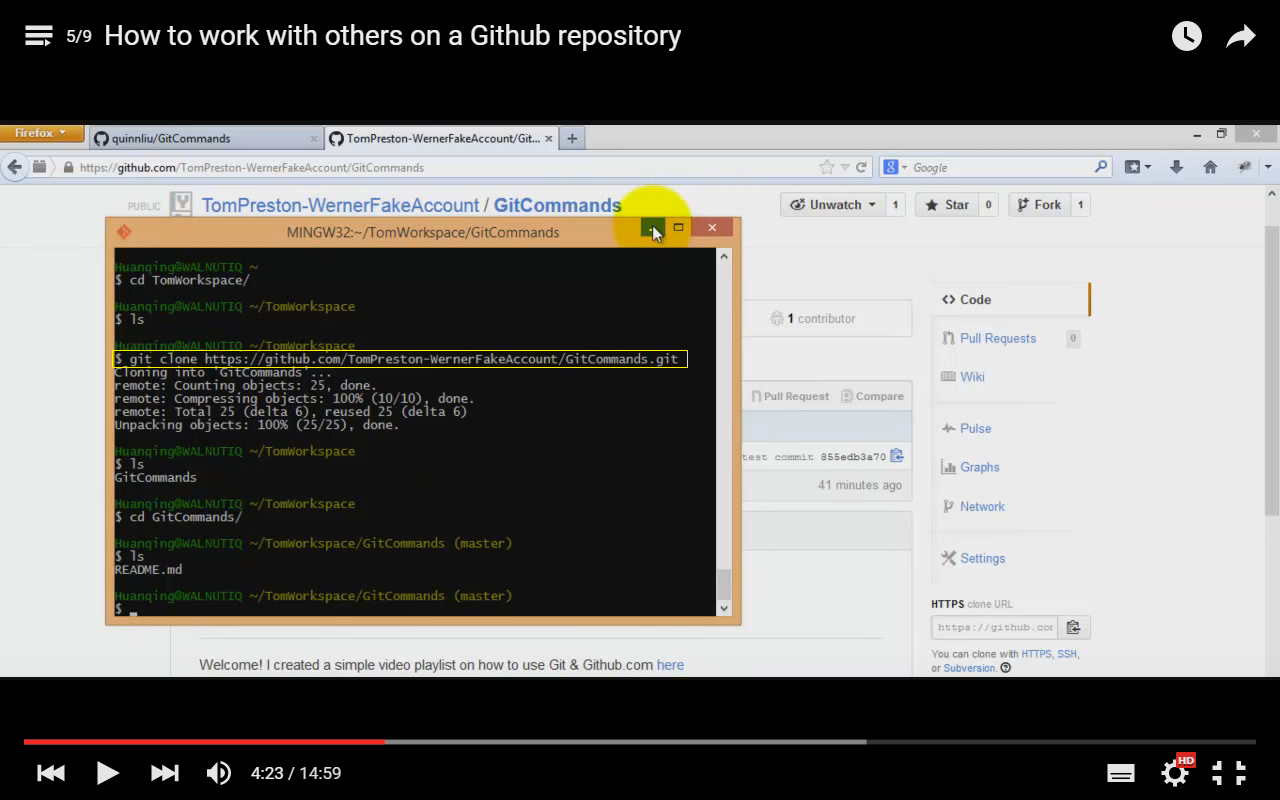 5/9 How to work with others on a Github repository
Firefox
quinnliu/GitCommands
TomPreston-WernerFakeAccount/Git...
https://github.com/TomPreston-WernerFakeAccount/GitCommands
Google
PUBLIC TomPreston-WernerFakeAccount / GitCommands
Unwatch 1 Star 0 Fork 1
MINGW32:~/TomWorkspace/GitCommands
Huanqing@WALNUTIQ ~
$ cd TomWorkspace/
Huanqing@WALNUTIQ ~/TomWorkspace
$ ls
Huanqing@WALNUTIQ ~/TomWorkspace
$ git clone https://github.com/TomPreston-WernerFakeAccount/GitCommands.git
Cloning into 'GitCommands'...
remote: Counting objects: 25, done.
remote: Compressing objects: 100% (10/10), done.
remote: Total 25 (delta 6), reused 25 (delta 6)
Unpacking objects: 100% (25/25), done.
Huanqing@WALNUTIQ ~/TomWorkspace
$ ls
GitCommands
Huanqing@WALNUTIQ ~/TomWorkspace
$ cd GitCommands/
Huanqing@WALNUTIQ ~/TomWorkspace/GitCommands (master)
$ ls
README.md
Huanqing@WALNUTIQ ~/TomWorkspace/GitCommands (master)
$
1 contributor
Pull Request Compare
test commit 855edb3a70
41 minutes ago
Code
Pull Requests 0
Wiki
Pulse
Graphs
Network
Settings
HTTPS clone URL
https://github.cor
You can clone with HTTPS, SSH,
or Subversion.
Welcome! I created a simple video playlist on how to use Git & Github.com here
4:23 / 14:59
HD